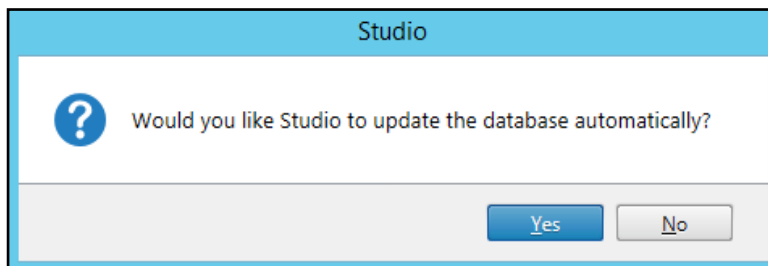 Studio
Would you like Studio to update the database automatically?
Yes No